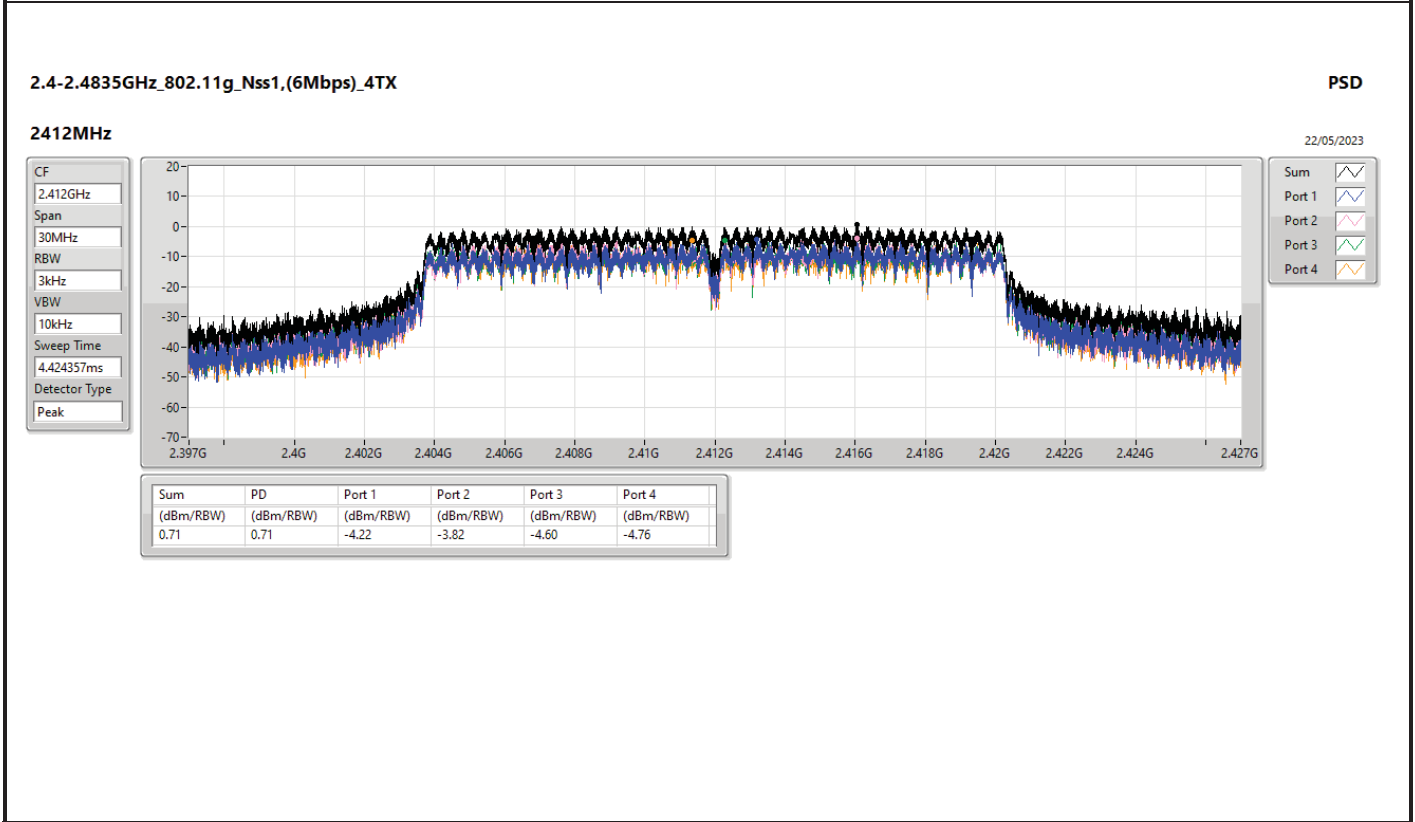 2.4-2.4835GHz_802.11g_Nss1,(6Mbps)_4TX
PSD
2412MHz
22/05/2023
CF
2.412GHz
Span
30MHz
RBW
3kHz
VBW
10kHz
Sweep Time
4.424357ms
Detector Type
Peak
20
10
0
-10
-20
-30
-40
-50
-60
-70
2.397G 2.4G 2.402G 2.404G 2.406G 2.408G 2.41G 2.412G 2.414G 2.416G 2.418G 2.42G 2.422G 2.424G 2.427G
Sum
Port 1
Port 2
Port 3
Port 4
Sum PD Port 1 Port 2 Port 3 Port 4
(dBm/RBW) (dBm/RBW) (dBm/RBW) (dBm/RBW) (dBm/RBW) (dBm/RBW)
0.71 0.71 -4.22 -3.82 -4.60 -4.76